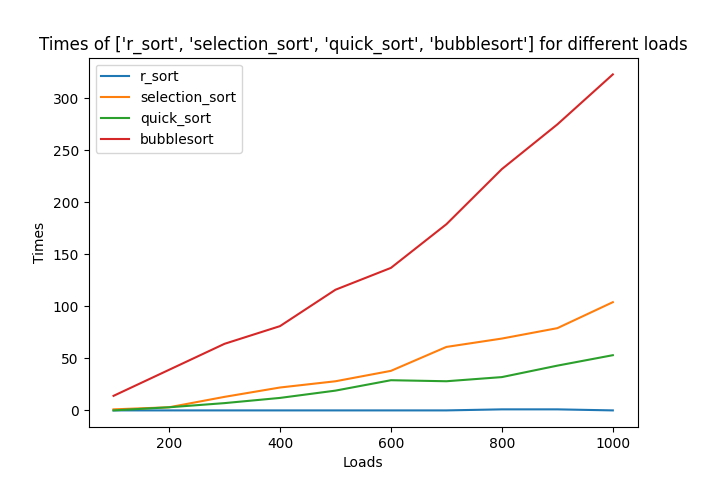 Times of ['r_sort', 'selection_sort', 'quick_sort', 'bubblesort'] for different loads
r_sort
selection_sort
quick_sort
bubblesort
300
250
200
150
100
50
0
Times
200 400 600 800 1000
Loads